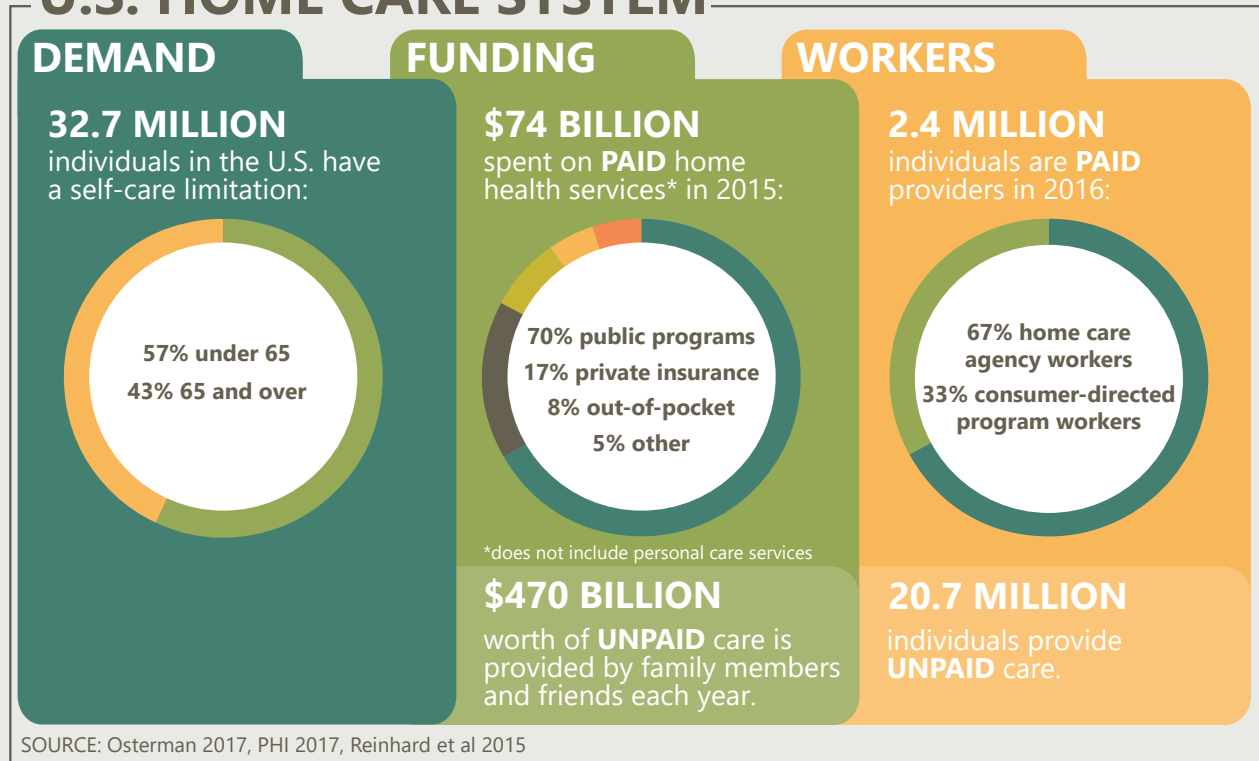 U.S. HOME CARE SYSTEM
DEMAND
32.7 MILLION
individuals in the U.S. have
a self-care limitation:
57% under 65
43% 65 and over
FUNDING
$74 BILLION
spent on PAID home
health services* in 2015:
70% public programs
17% private insurance
8% out-of-pocket
5% other
*does not include personal care services
$470 BILLION
worth of UNPAID care is
provided by family members
and friends each year.
WORKERS
2.4 MILLION
individuals are PAID
providers in 2016:
67% home care
agency workers
33% consumer-directed
program workers
20.7 MILLION
individuals provide
UNPAID care.
SOURCE: Osterman 2017, PHI 2017, Reinhard et al 2015